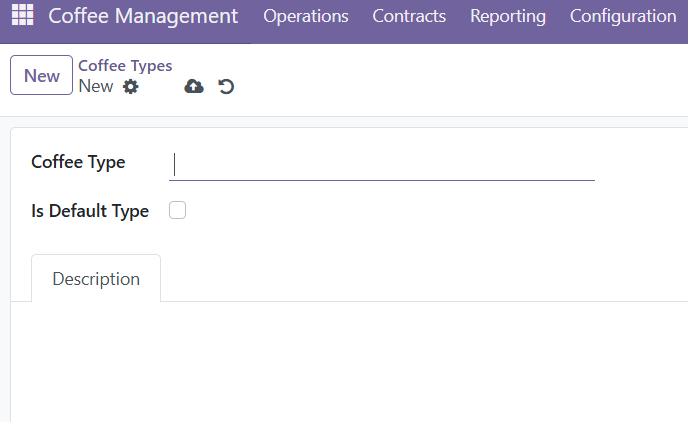 Coffee Management Operations Contracts Reporting Configuration
New
Coffee Types
New
Coffee Type
Is Default Type
Description